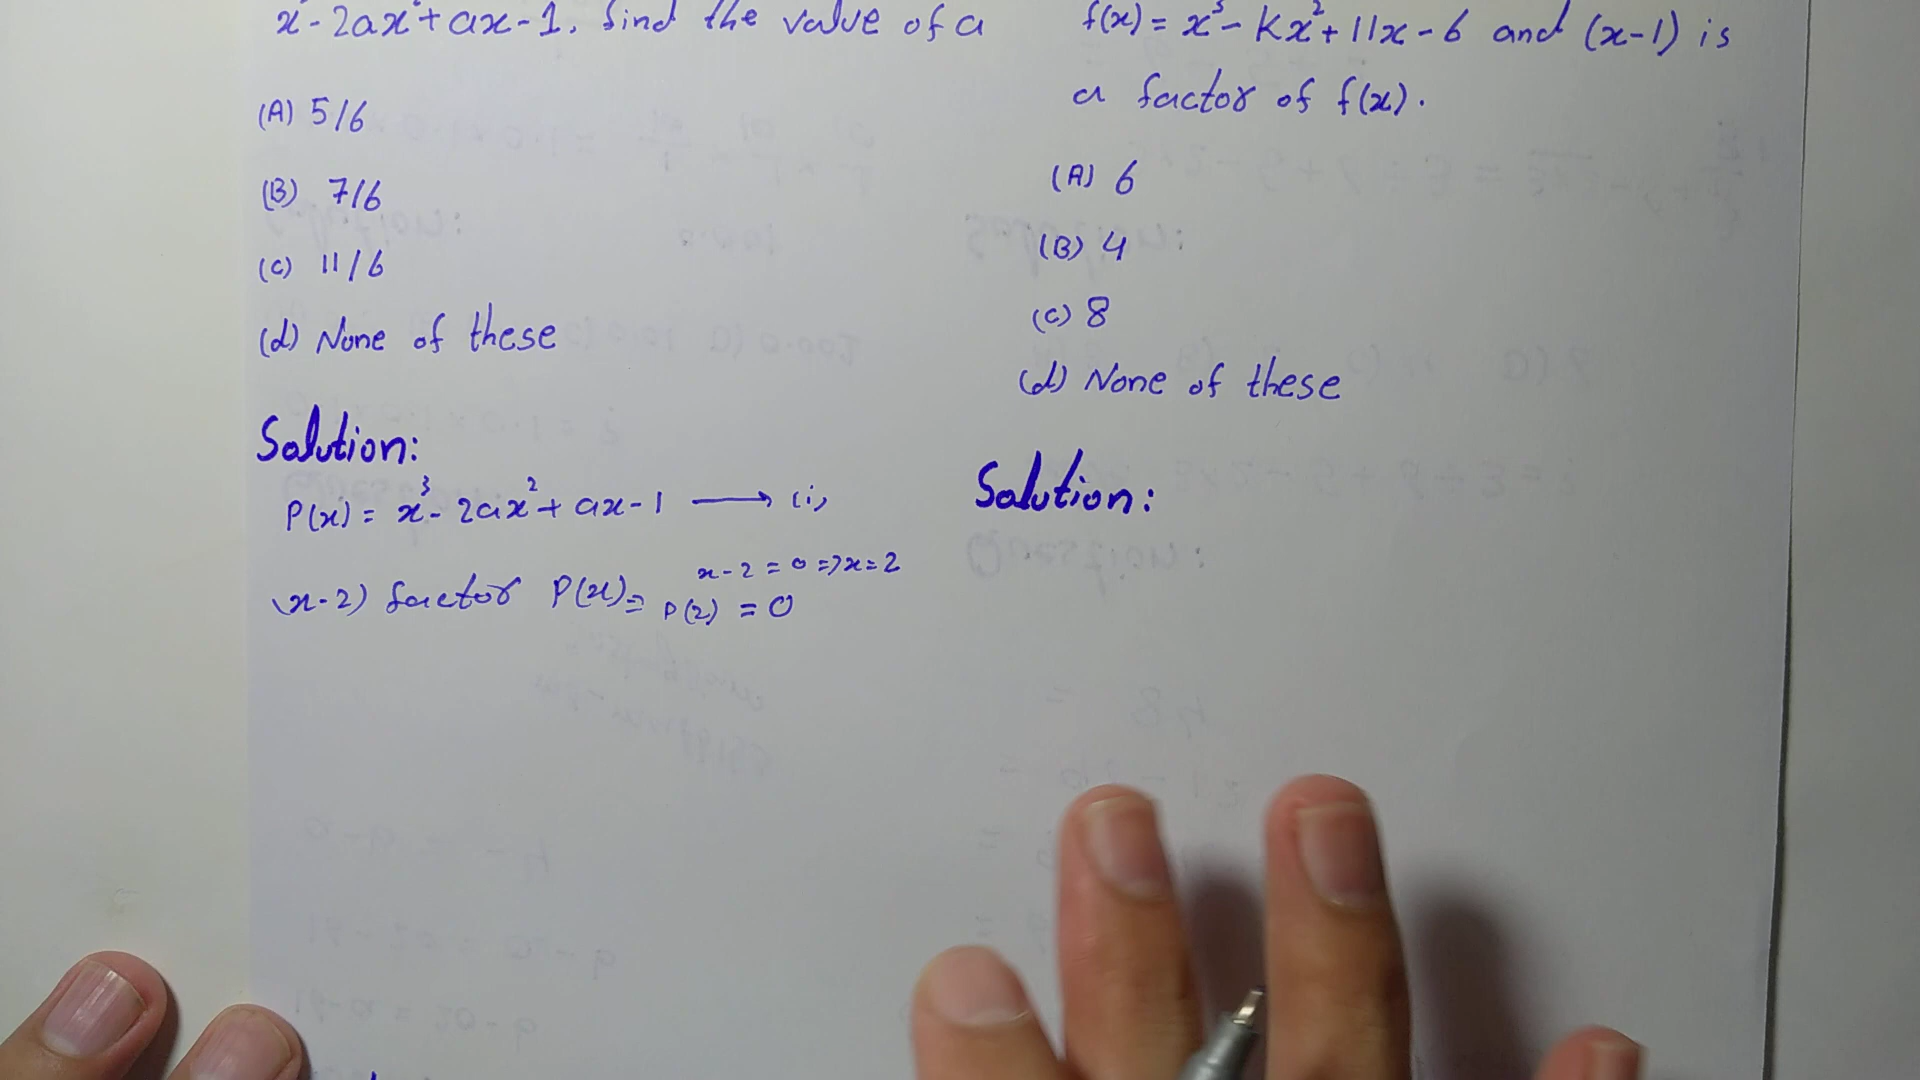 x³-2ax²+ax-1. find the value of a
(A) 5/6
(B) 7/6
(C) 11/6
(d) None of these
Solution:
P(x) = x³- 2ax²+ ax-1 ⟶ (i)
(x-2) factor P(x)=
x-2 = 0 => x=2
P(2) = 0
f(x) = x³- Kx²+ 11x-6 and (x-1) is
a factor of f(x).
(A) 6
(B) 4
(C) 8
(d) None of these
Solution: